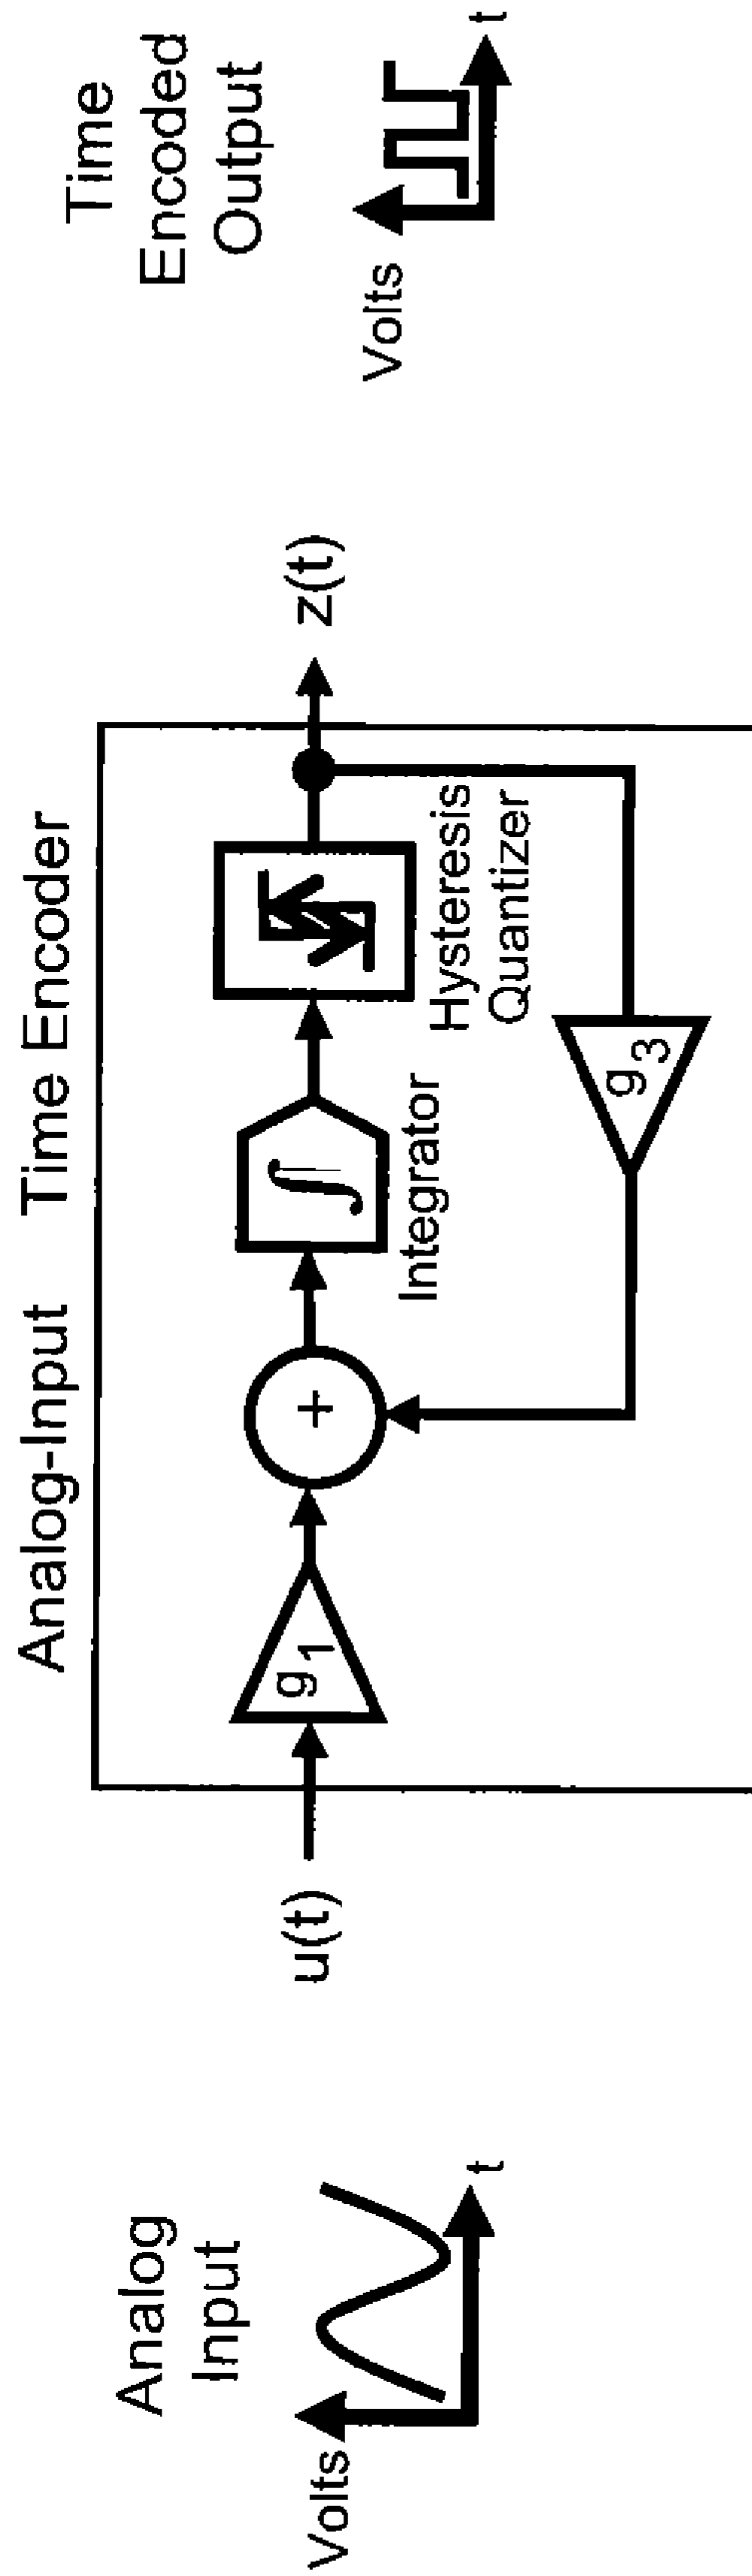 Analog
Input
Volts
t
u(t)
Analog-Input Time Encoder
g1
+
∫
Integrator
Hysteresis
Quantizer
g3
z(t)
Time
Encoded
Output
Volts
t